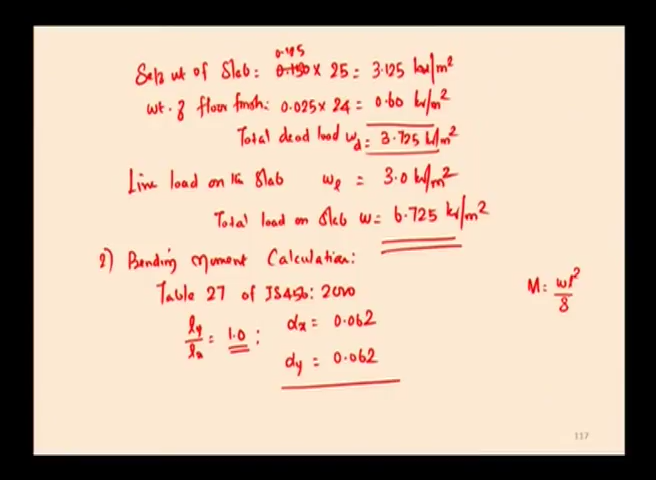 0.125
Self wt of Slab: 0.150 x 25 = 3.125 kN/m²
wt. of floor finish: 0.025 x 24 = 0.60 kN/m²
Total dead load wd = 3.725 kN/m²
Live load on the Slab wl = 3.0 kN/m²
Total load on Slab w = 6.725 kN/m²
2) Bending Moment Calculation:
Table 27 of IS456: 2000
M = wl²/8
ly/lx = 1.0 : αx = 0.062
αy = 0.062
117